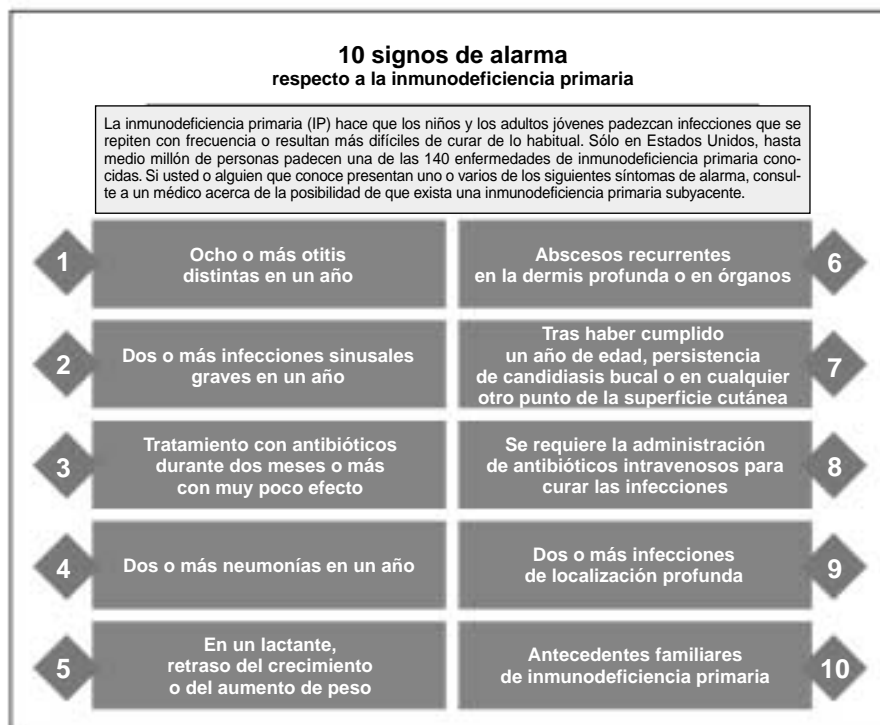 10 signos de alarma
respecto a la inmunodeficiencia primaria
La inmunodeficiencia primaria (IP) hace que los niños y los adultos jóvenes padezcan infecciones que se
repiten con frecuencia o resultan más difíciles de curar de lo habitual. Sólo en Estados Unidos, hasta
medio millón de personas padecen una de las 140 enfermedades de inmunodeficiencia primaria cono-
cidas. Si usted o alguien que conoce presentan uno o varios de los siguientes síntomas de alarma, consul-
te a un médico acerca de la posibilidad de que exista una inmunodeficiencia primaria subyacente.
1
Ocho o más otitis
distintas en un año
2
Dos o más infecciones sinusales
graves en un año
3
Tratamiento con antibióticos
durante dos meses o más
con muy poco efecto
4
Dos o más neumonías en un año
5
En un lactante,
retraso del crecimiento
o del aumento de peso
Abscesos recurrentes
en la dermis profunda o en órganos
6
Tras haber cumplido
un año de edad, persistencia
de candidiasis bucal o en cualquier
otro punto de la superficie cutánea
7
Se requiere la administración
de antibióticos intravenosos para
curar las infecciones
8
Dos o más infecciones
de localización profunda
9
Antecedentes familiares
de inmunodeficiencia primaria
10